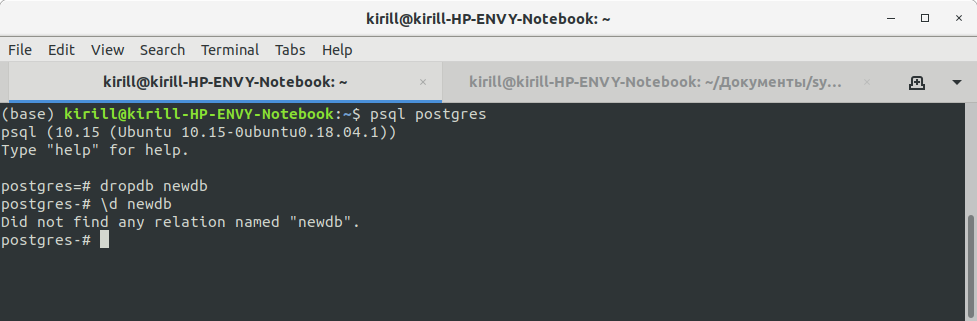 kirill@kirill-HP-ENVY-Notebook: ~
File Edit View Search Terminal Tabs Help
kirill@kirill-HP-ENVY-Notebook: ~ × kirill@kirill-HP-ENVY-Notebook: ~/Документы/sy... ×
(base) kirill@kirill-HP-ENVY-Notebook:~$ psql postgres
psql (10.15 (Ubuntu 10.15-0ubuntu0.18.04.1))
Type "help" for help.
postgres=# dropdb newdb
postgres-# \d newdb
Did not find any relation named "newdb".
postgres-#